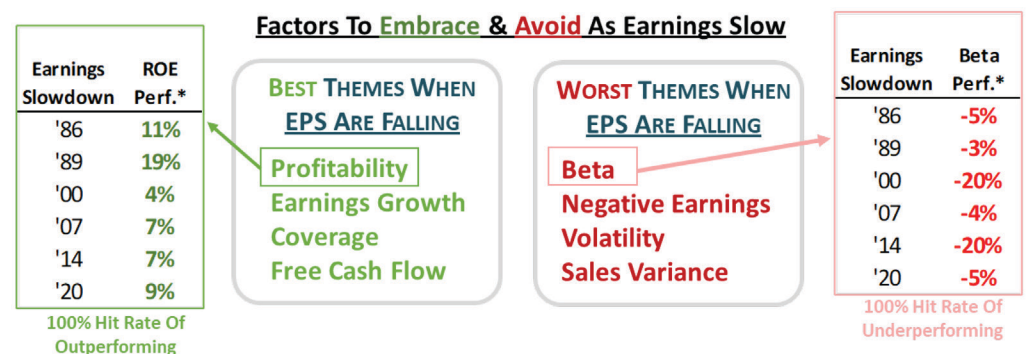 Factors To Embrace & Avoid As Earnings Slow
Earnings ROE
Slowdown Perf.*
'86 11%
'89 19%
'00 4%
'07 7%
'14 7%
'20 9%
100% Hit Rate Of
Outperforming
BEST THEMES WHEN
EPS ARE FALLING
Profitability
Earnings Growth
Coverage
Free Cash Flow
WORST THEMES WHEN
EPS ARE FALLING
Beta
Negative Earnings
Volatility
Sales Variance
Earnings Beta
Slowdown Perf.*
'86 -5%
'89 -3%
'00 -20%
'07 -4%
'14 -20%
'20 -5%
100% Hit Rate Of
Underperforming